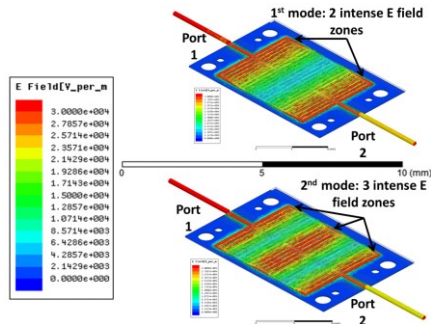 1st mode: 2 intense E field
zones
Port
1
Port
2
E Field[V_per_m
3.0000e+004
2.7857e+004
2.5714e+004
2.3571e+004
2.1429e+004
1.9286e+004
1.7143e+004
1.5000e+004
1.2857e+004
1.0714e+004
8.5714e+003
6.4286e+003
4.2857e+003
2.1429e+003
0.0000e+000
0
5
10 (mm)
2nd mode: 3 intense E
field zones
Port
1
Port
2